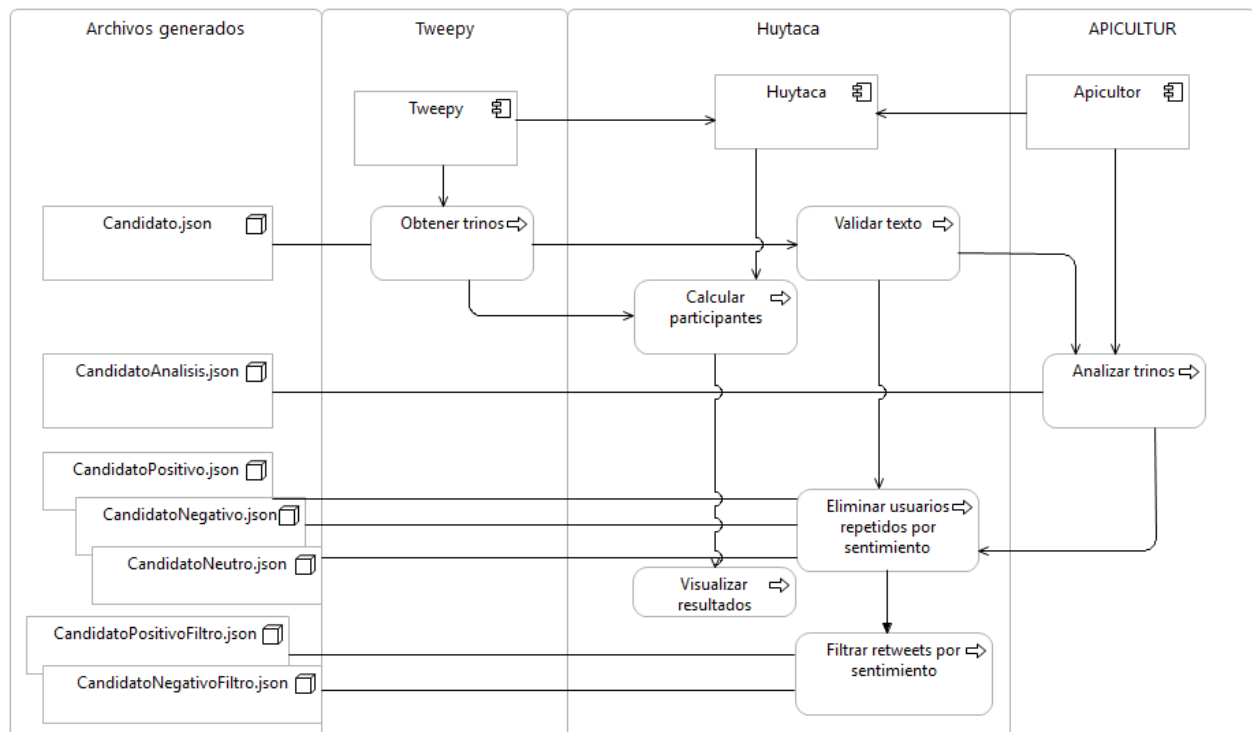 Archivos generados
Tweepy
Huytaca
APICULTUR
Tweepy
Huytaca
Apicultor
Candidato.json
Obtener trinos
Validar texto
Calcular
participantes
CandidatoAnalisis.json
Analizar trinos
CandidatoPositivo.json
CandidatoNegativo.json
CandidatoNeutro.json
Eliminar usuarios
repetidos por
sentimiento
Visualizar
resultados
CandidatoPositivoFiltro.json
CandidatoNegativoFiltro.json
Filtrar retweets por
sentimiento